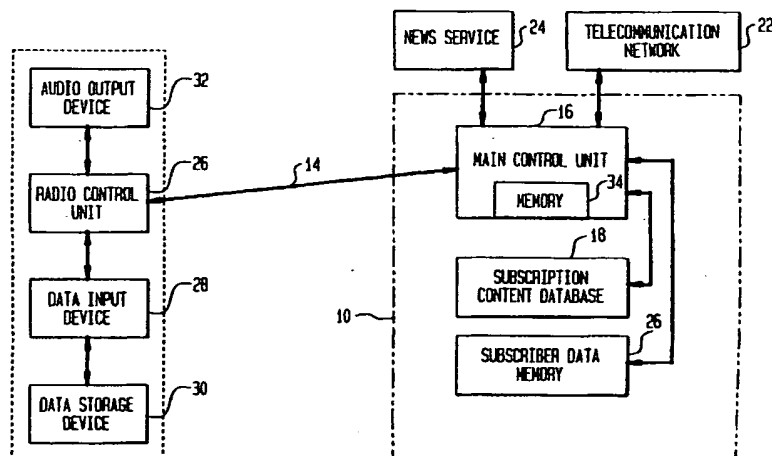 AUDIO OUTPUT
DEVICE
32
RADIO CONTROL
UNIT
26
DATA INPUT
DEVICE
28
DATA STORAGE
DEVICE
30
14
NEWS SERVICE
24
TELECOMMUNICATION
NETWORK
22
16
MAIN CONTROL UNIT
MEMORY
34
18
SUBSCRIPTION
CONTENT DATABASE
10
26
SUBSCRIBER DATA
MEMORY